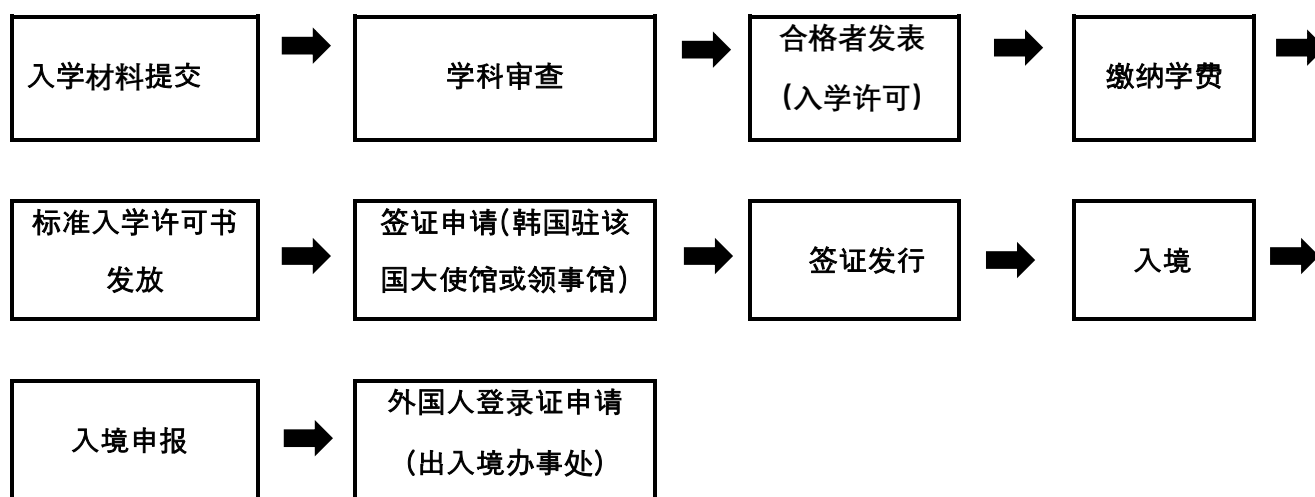 入学材料提交
学科审查
合格者发表
(入学许可)
缴纳学费
标准入学许可书
发放
签证申请(韩国驻该
国大使馆或领事馆)
签证发行
入境
入境申报
外国人登录证申请
(出入境办事处)